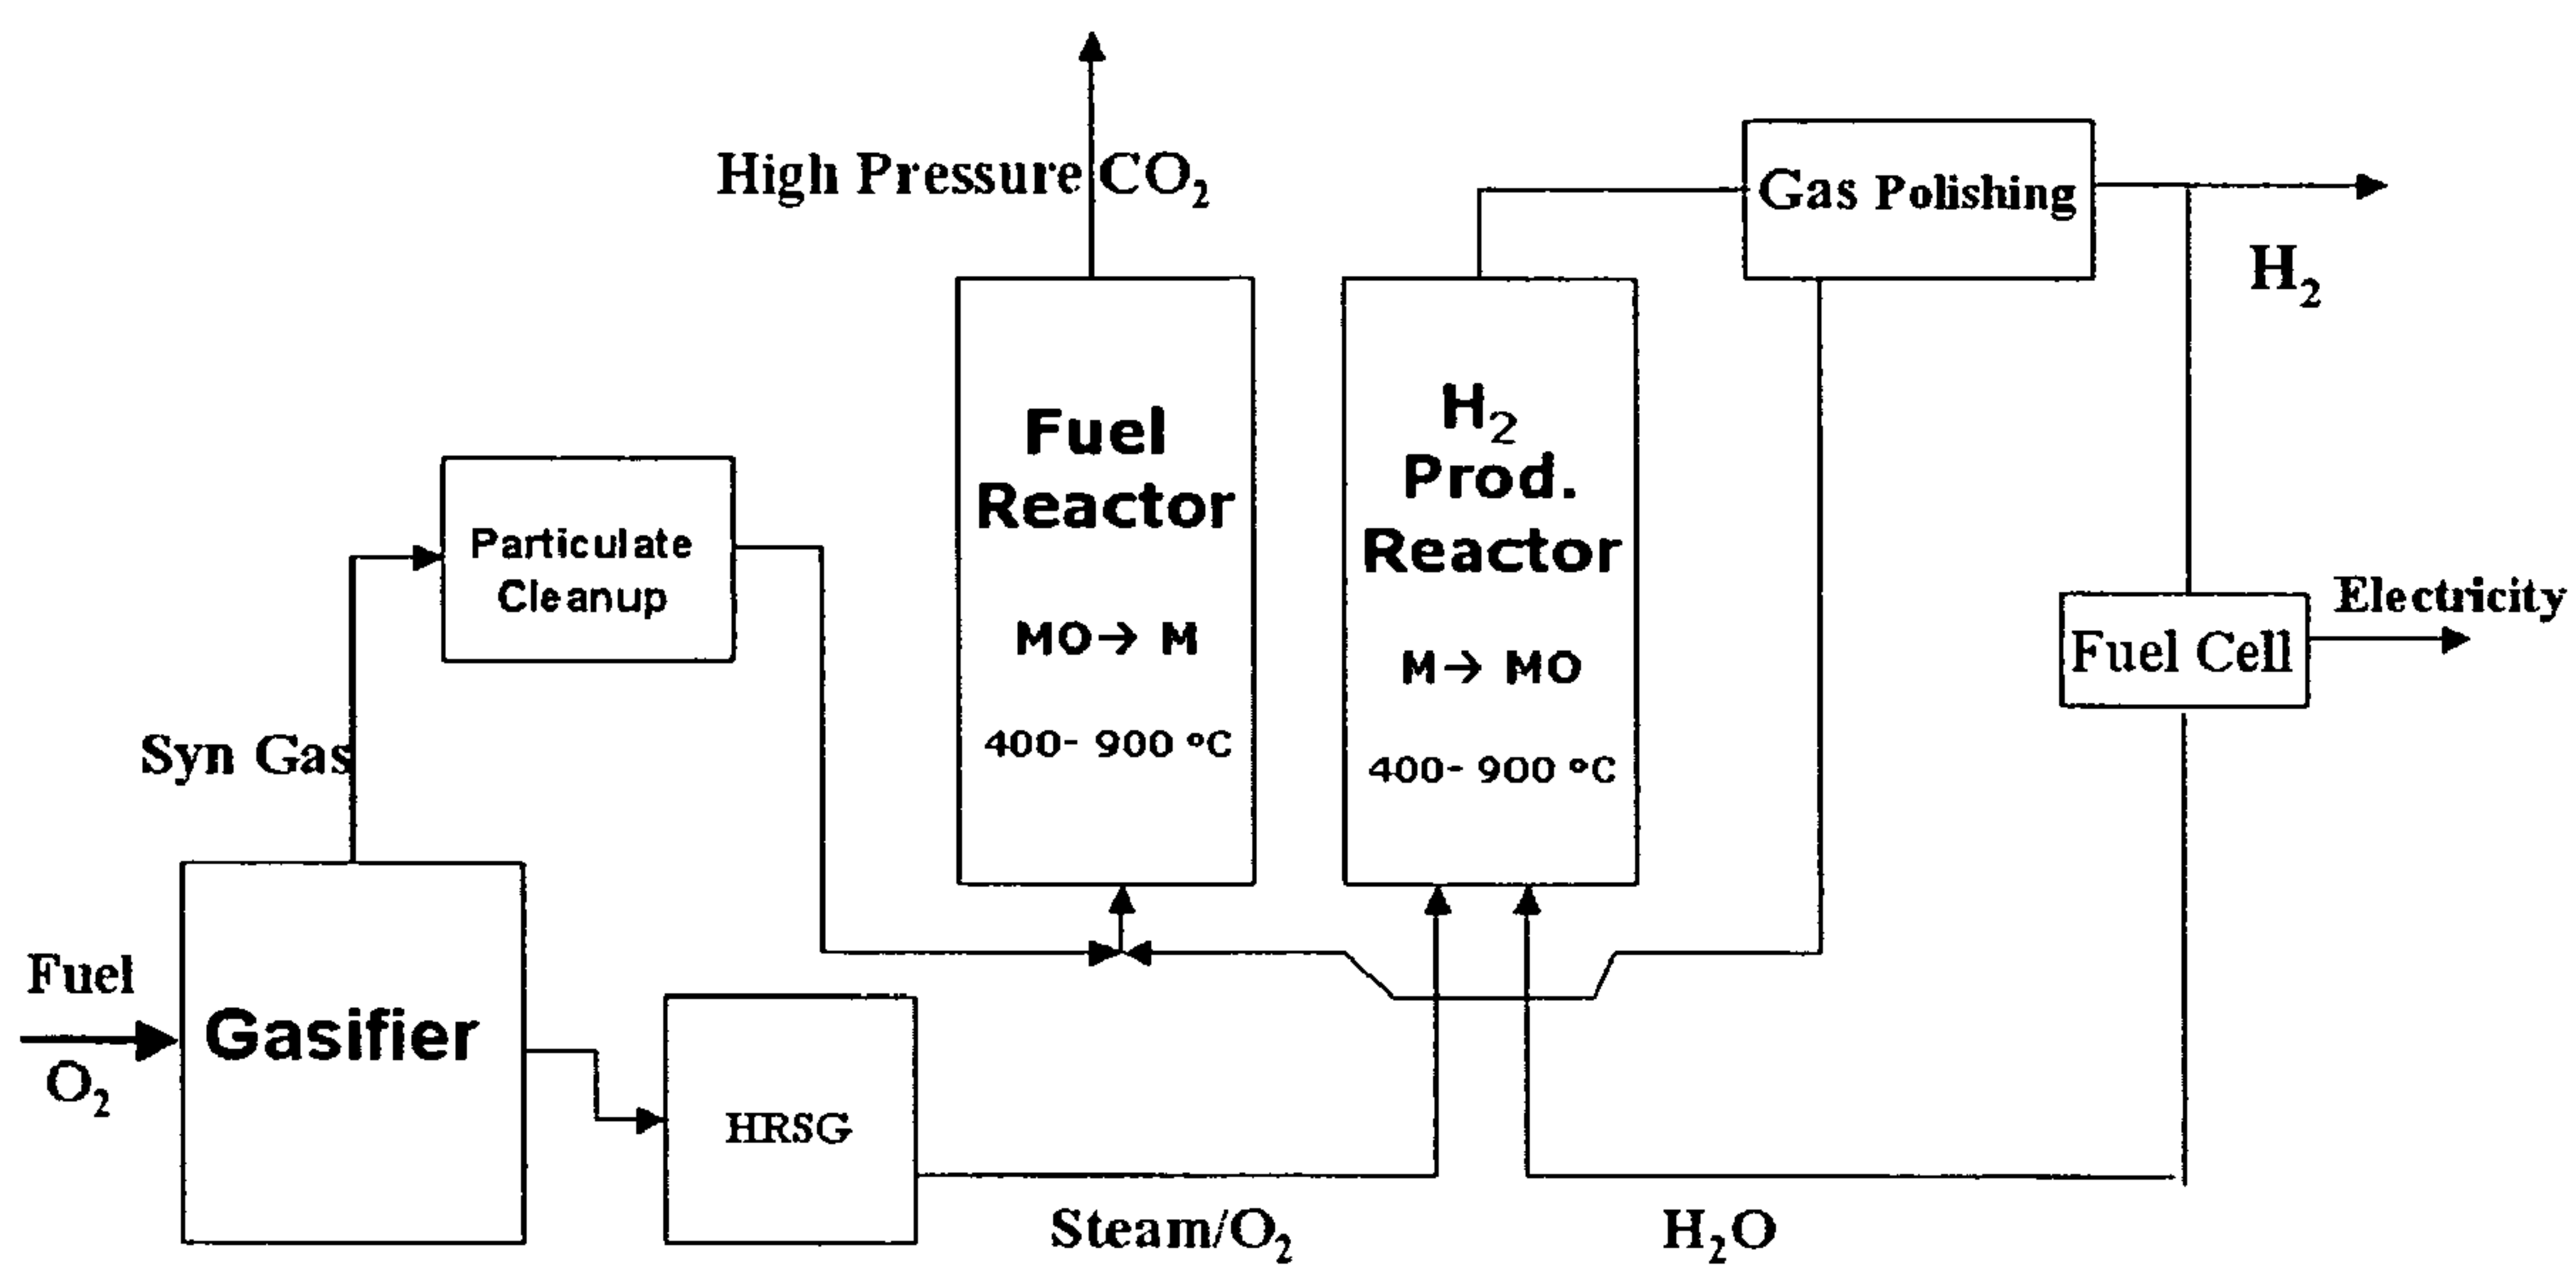 High Pressure CO₂
Gas Polishing
H₂
Fuel
Reactor
MO→ M
400- 900 °C
H₂
Prod.
Reactor
M→ MO
400- 900 °C
Particulate
Cleanup
Electricity
Fuel Cell
Syn Gas
Fuel
O₂
Gasifier
HRSG
Steam/O₂
H₂O